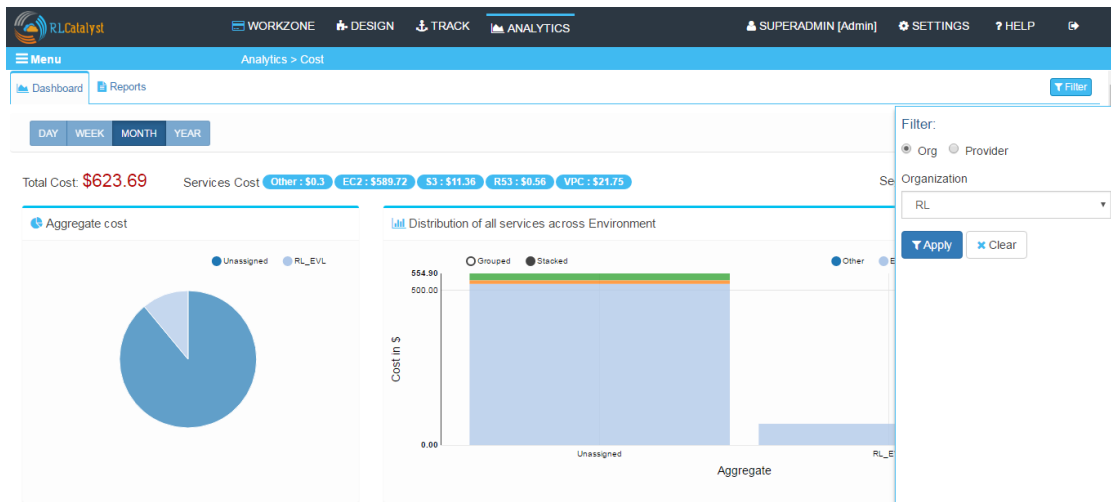 RLCatalyst WORKZONE DESIGN TRACK ANALYTICS SUPERADMIN [Admin] SETTINGS ? HELP
Menu Analytics > Cost
Dashboard Reports Filter
DAY WEEK MONTH YEAR
Filter:
Org Provider
Total Cost: $623.69 Services Cost Other : $0.3 EC2 : $589.72 S3 : $11.36 R53 : $0.56 VPC : $21.75
Organization
RL
Apply Clear
Aggregate cost
Unassigned RL_EVL
Distribution of all services across Environment
Grouped Stacked Other
554.90
500.00
Cost in $
0.00
Unassigned
Aggregate